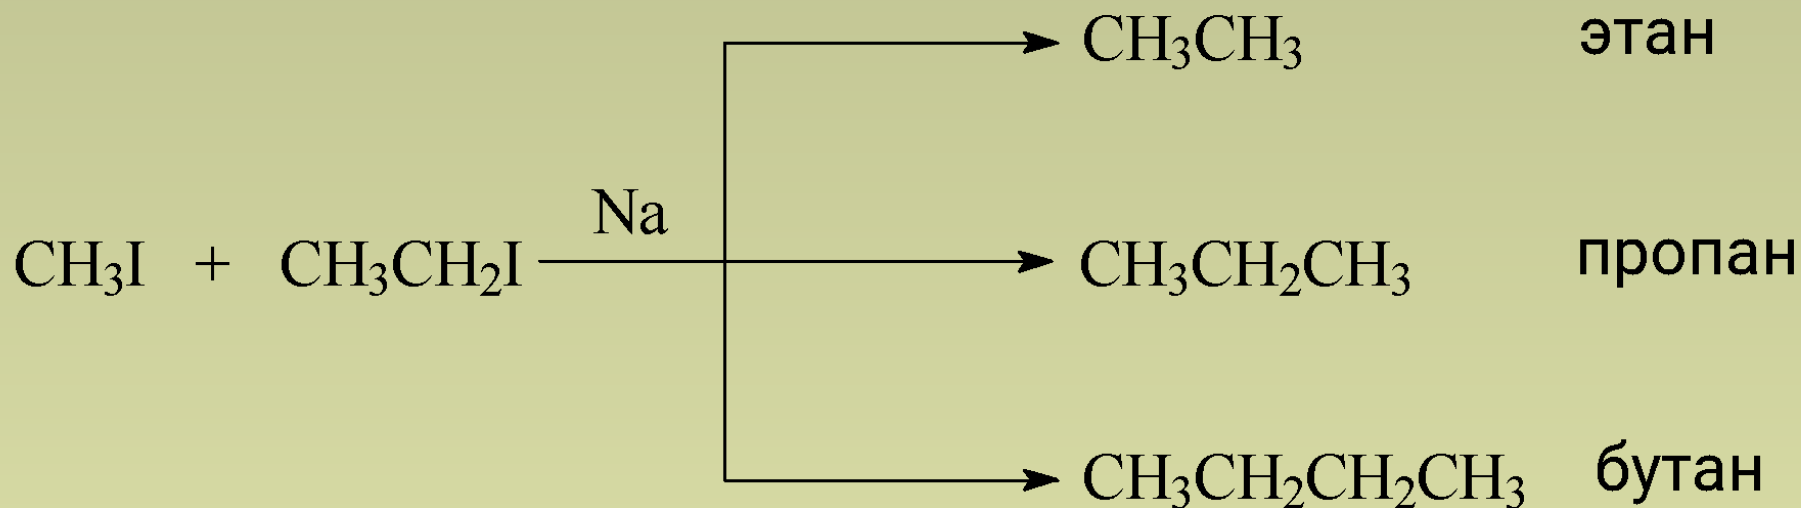 CH₃CH₃ этан
Na
CH₃I + CH₃CH₂I CH₃CH₂CH₃ пропан
CH₃CH₂CH₂CH₃ бутан